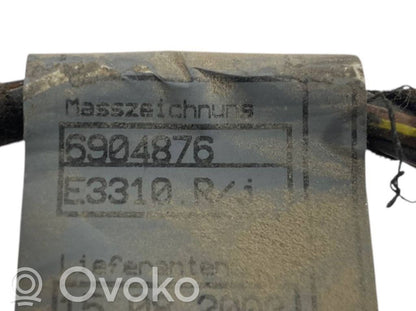 Masszeichnung
6904876
E3310.R/j
Lieferanten
Ovoko